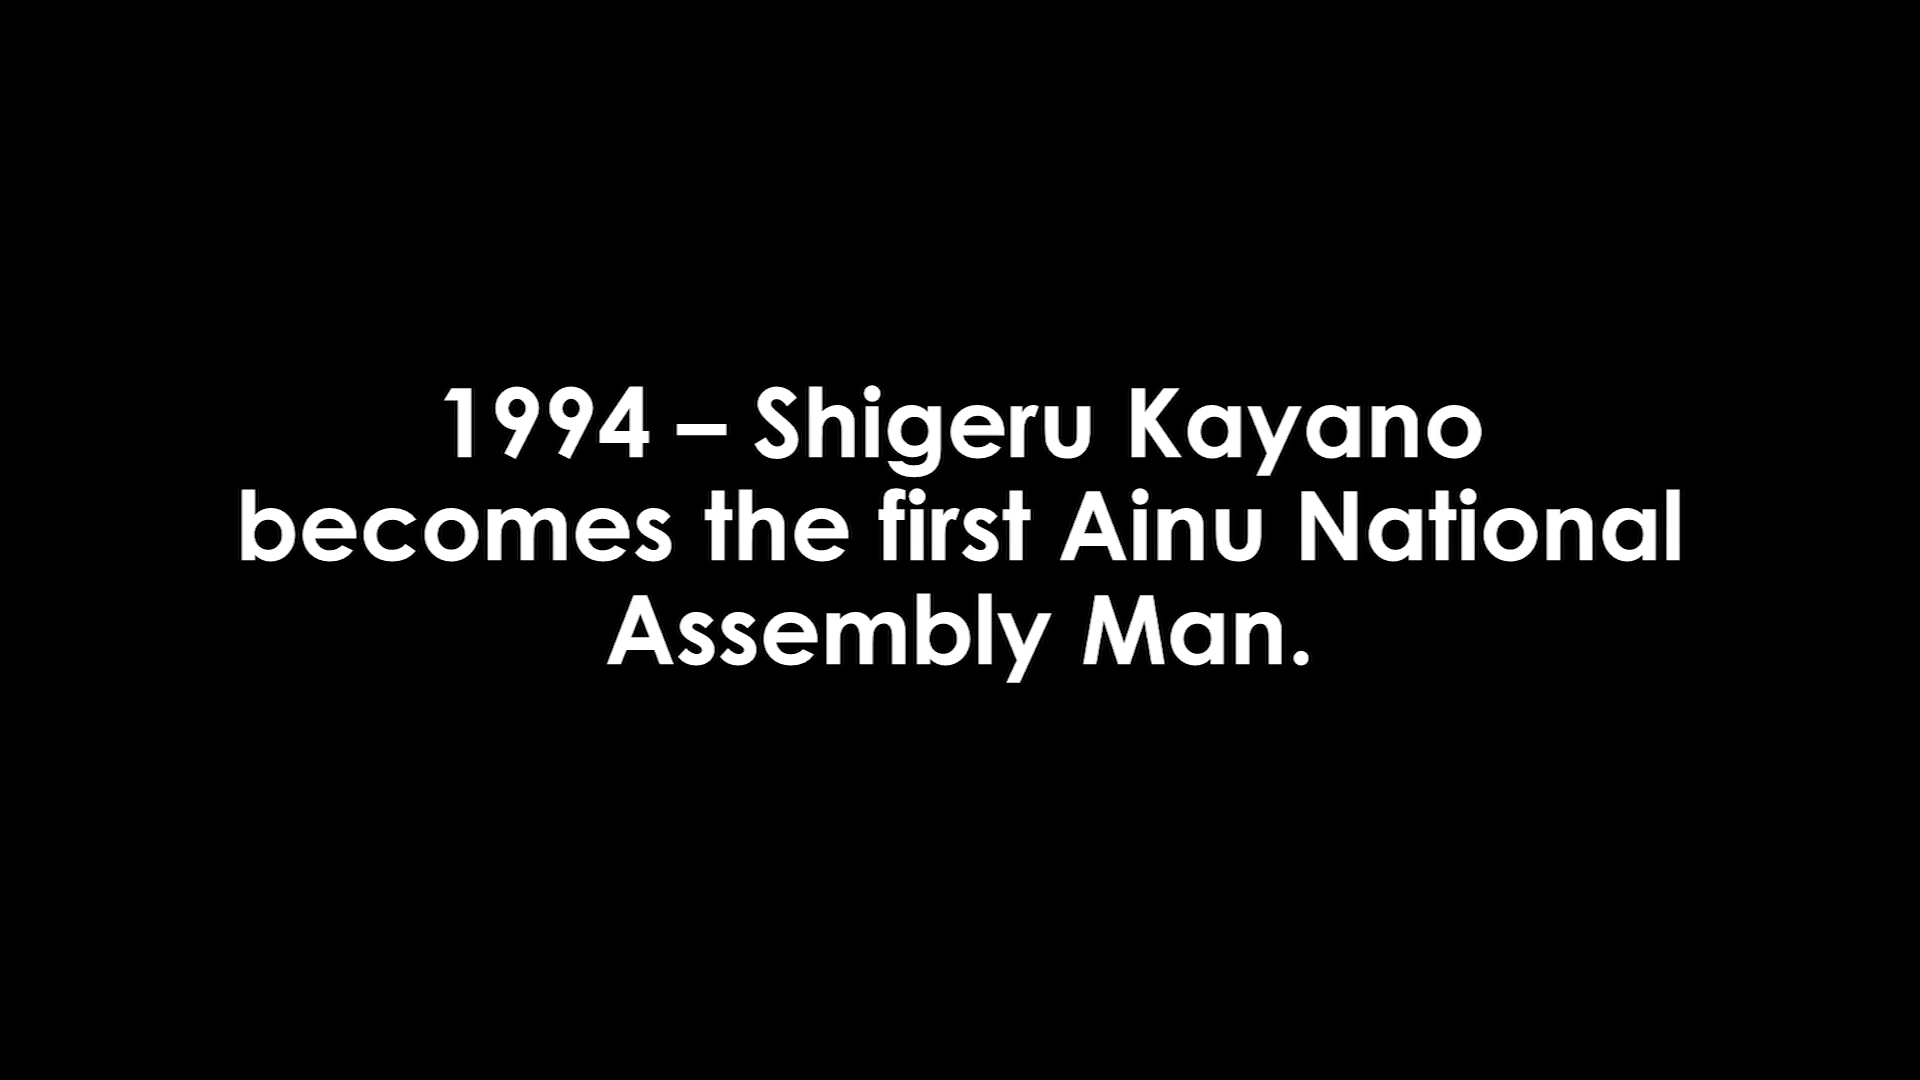 1994 – Shigeru Kayano
becomes the first Ainu National
Assembly Man.